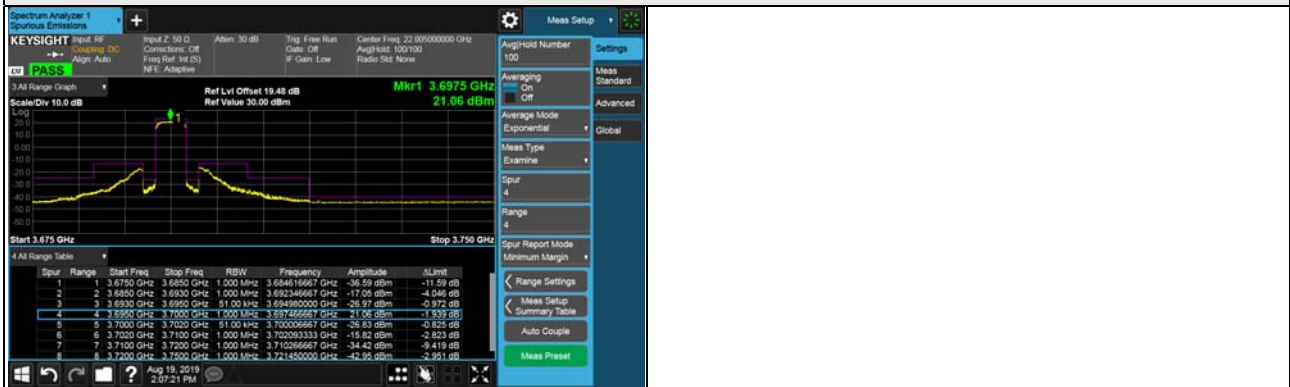 Spectrum Analyzer 1
Spurious Emissions
Meas Setup
KEYSIGHT
Input: RF
Coupling: DC
Align: Auto
Input Z: 50 Ω
Corrections: Off
Freq Ref: Int (S)
NFE: Adaptive
Atten: 30 dB
Trig: Free Run
Gate: Off
IF Gain: Low
Center Freq: 22.005000000 GHz
Avg|Hold: 100/100
Radio Std: None
PASS
3 All Range Graph
Ref Lvl Offset 19.48 dB
Mkr1 3.6975 GHz
Scale/Div 10.0 dB
Ref Value 30.00 dBm
21.06 dBm
Log
20.0
10.0
0.00
-10.0
-20.0
-30.0
-40.0
-50.0
-60.0
1
Start 3.675 GHz
Stop 3.750 GHz
4 All Range Table
Spur Range Start Freq Stop Freq RBW Frequency Amplitude ΔLimit
1 1 3.6750 GHz 3.6850 GHz 1.000 MHz 3.684616667 GHz -36.59 dBm -11.59 dB
2 2 3.6850 GHz 3.6930 GHz 1.000 MHz 3.692346667 GHz -17.05 dBm -4.046 dB
3 3 3.6930 GHz 3.6950 GHz 51.00 kHz 3.694980000 GHz -26.97 dBm -0.972 dB
4 4 3.6950 GHz 3.7000 GHz 1.000 MHz 3.697466667 GHz 21.06 dBm -1.939 dB
5 5 3.7000 GHz 3.7020 GHz 51.00 kHz 3.700006667 GHz -26.83 dBm -0.825 dB
6 6 3.7020 GHz 3.7100 GHz 1.000 MHz 3.702093333 GHz -15.82 dBm -2.823 dB
7 7 3.7100 GHz 3.7200 GHz 1.000 MHz 3.710266667 GHz -34.42 dBm -9.419 dB
8 8 3.7200 GHz 3.7500 GHz 1.000 MHz 3.721450000 GHz -42.95 dBm -2.951 dB
Aug 19, 2019
2:07:21 PM
Avg|Hold Number
100
Averaging
On
Off
Average Mode
Exponential
Meas Type
Examine
Spur
4
Range
4
Spur Report Mode
Minimum Margin
Range Settings
Meas Setup
Summary Table
Auto Couple
Meas Preset
Settings
Meas
Standard
Advanced
Global